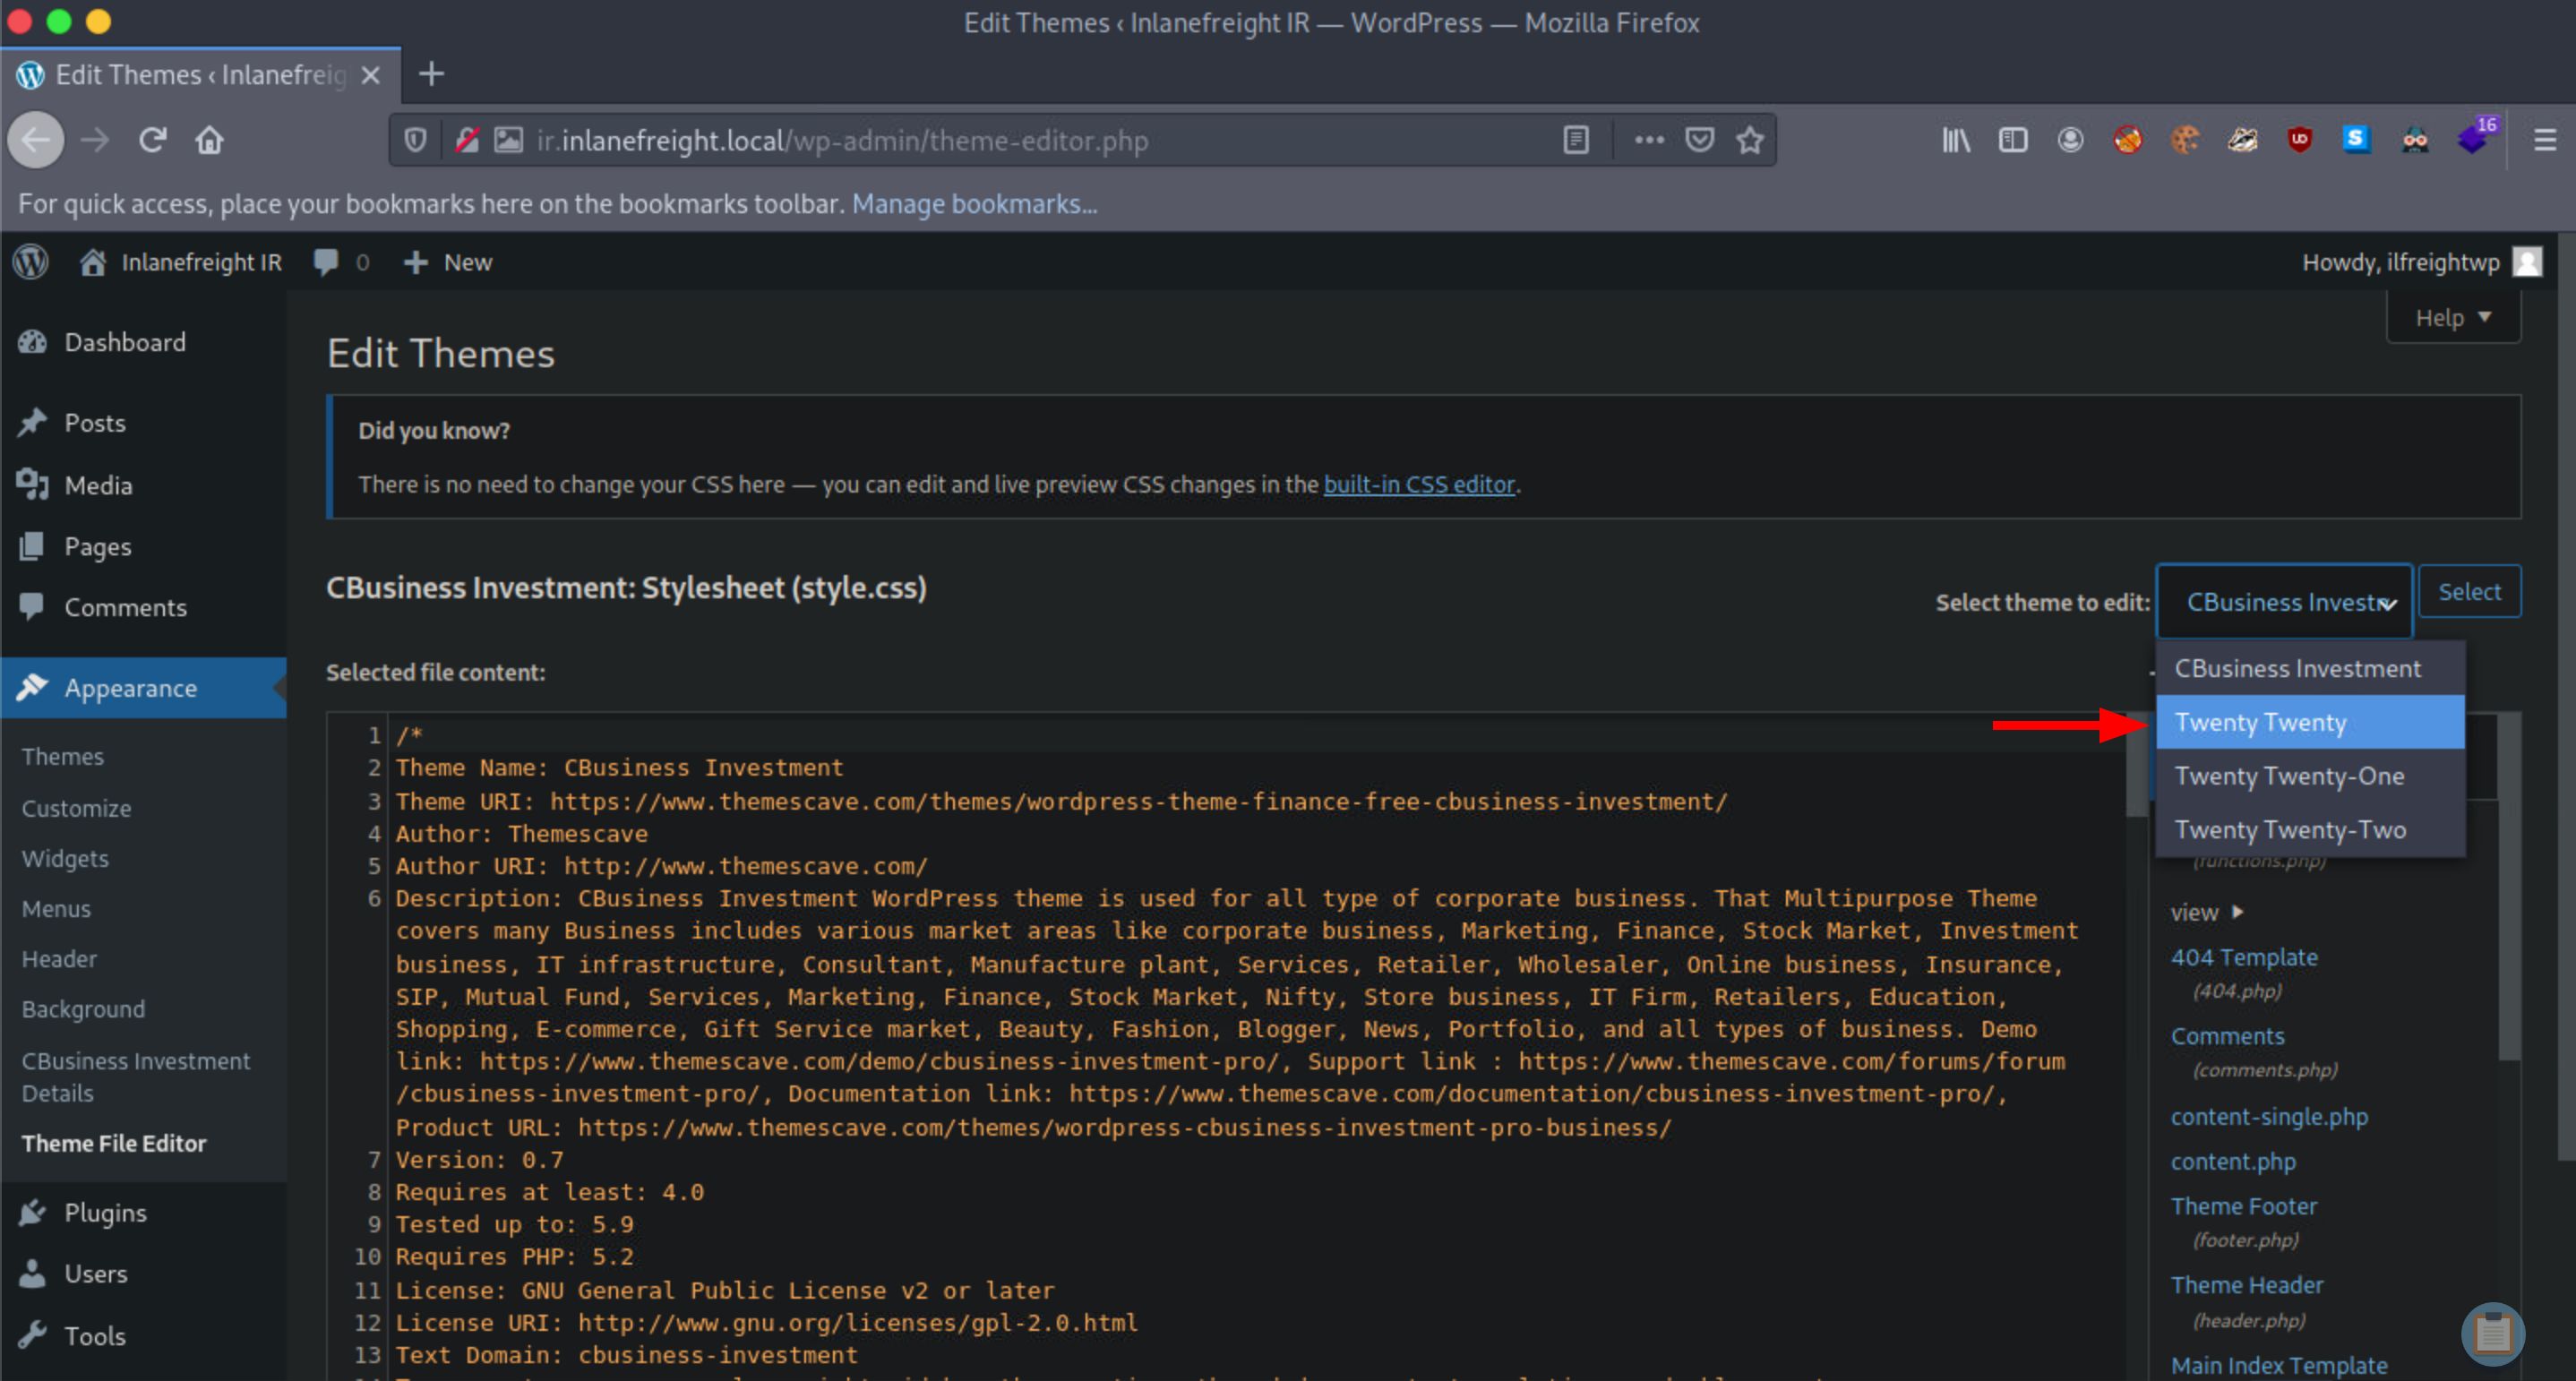 Edit Themes ‹ Inlanefreight IR — WordPress — Mozilla Firefox
Edit Themes ‹ Inlanefreig
ir.inlanefreight.local/wp-admin/theme-editor.php
16
For quick access, place your bookmarks here on the bookmarks toolbar. Manage bookmarks...
Inlanefreight IR
0
New
Howdy, ilfreightwp
Help
Dashboard
Posts
Media
Pages
Comments
Appearance
Themes
Customize
Widgets
Menus
Header
Background
CBusiness Investment
Details
Theme File Editor
Plugins
Users
Tools
Edit Themes
Did you know?
There is no need to change your CSS here — you can edit and live preview CSS changes in the built-in CSS editor.
CBusiness Investment: Stylesheet (style.css)
Select theme to edit:
CBusiness Investm
Select
CBusiness Investment
Twenty Twenty
Twenty Twenty-One
Twenty Twenty-Two
Selected file content:
1 /*
2 Theme Name: CBusiness Investment
3 Theme URI: https://www.themescave.com/themes/wordpress-theme-finance-free-cbusiness-investment/
4 Author: Themescave
5 Author URI: http://www.themescave.com/
6 Description: CBusiness Investment WordPress theme is used for all type of corporate business. That Multipurpose Theme
covers many Business includes various market areas like corporate business, Marketing, Finance, Stock Market, Investment
business, IT infrastructure, Consultant, Manufacture plant, Services, Retailer, Wholesaler, Online business, Insurance,
SIP, Mutual Fund, Services, Marketing, Finance, Stock Market, Nifty, Store business, IT Firm, Retailers, Education,
Shopping, E-commerce, Gift Service market, Beauty, Fashion, Blogger, News, Portfolio, and all types of business. Demo
link: https://www.themescave.com/demo/cbusiness-investment-pro/, Support link : https://www.themescave.com/forums/forum
/cbusiness-investment-pro/, Documentation link: https://www.themescave.com/documentation/cbusiness-investment-pro/,
Product URL: https://www.themescave.com/themes/wordpress-cbusiness-investment-pro-business/
7 Version: 0.7
8 Requires at least: 4.0
9 Tested up to: 5.9
10 Requires PHP: 5.2
11 License: GNU General Public License v2 or later
12 License URI: http://www.gnu.org/licenses/gpl-2.0.html
13 Text Domain: cbusiness-investment
(functions.php)
view
404 Template
(404.php)
Comments
(comments.php)
content-single.php
content.php
Theme Footer
(footer.php)
Theme Header
(header.php)
Main Index Template